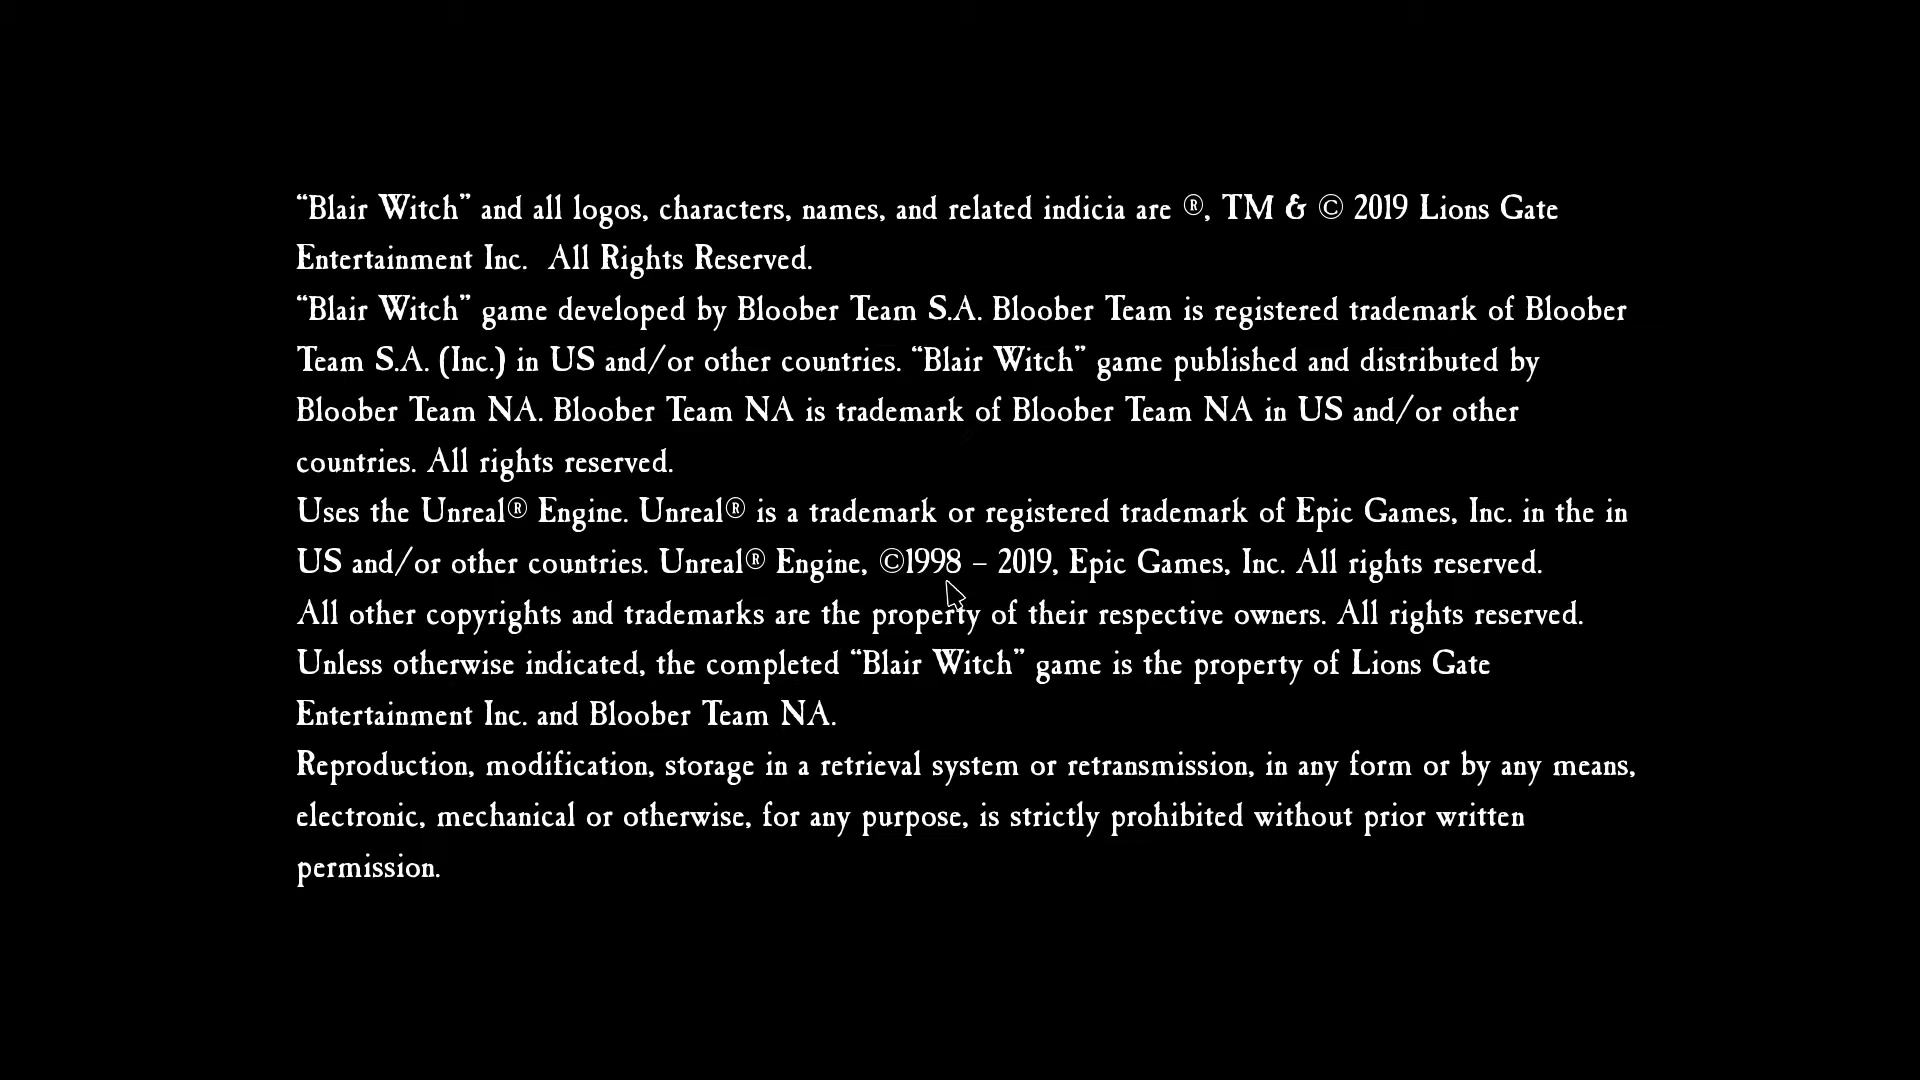 “Blair Witch” and all logos, characters, names, and related indicia are ®, TM & © 2019 Lions Gate
Entertainment Inc.  All Rights Reserved.
“Blair Witch” game developed by Bloober Team S.A. Bloober Team is registered trademark of Bloober
Team S.A. (Inc.) in US and/or other countries. “Blair Witch” game published and distributed by
Bloober Team NA. Bloober Team NA is trademark of Bloober Team NA in US and/or other
countries. All rights reserved.
Uses the Unreal® Engine. Unreal® is a trademark or registered trademark of Epic Games, Inc. in the in
US and/or other countries. Unreal® Engine, ©1998 – 2019, Epic Games, Inc. All rights reserved.
All other copyrights and trademarks are the property of their respective owners. All rights reserved.
Unless otherwise indicated, the completed “Blair Witch” game is the property of Lions Gate
Entertainment Inc. and Bloober Team NA.
Reproduction, modification, storage in a retrieval system or retransmission, in any form or by any means,
electronic, mechanical or otherwise, for any purpose, is strictly prohibited without prior written
permission.